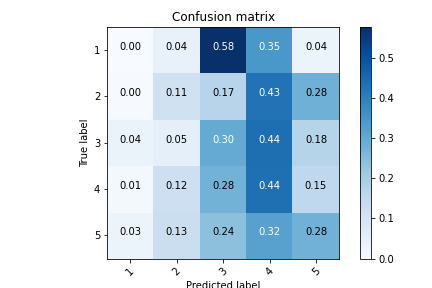 Confusion matrix
1 0.00 0.04 0.58 0.35 0.04
2 0.00 0.11 0.17 0.43 0.28
3 0.04 0.05 0.30 0.44 0.18
4 0.01 0.12 0.28 0.44 0.15
5 0.03 0.13 0.24 0.32 0.28
1 2 3 4 5
True label
Predicted label
0.5
0.4
0.3
0.2
0.1
0.0